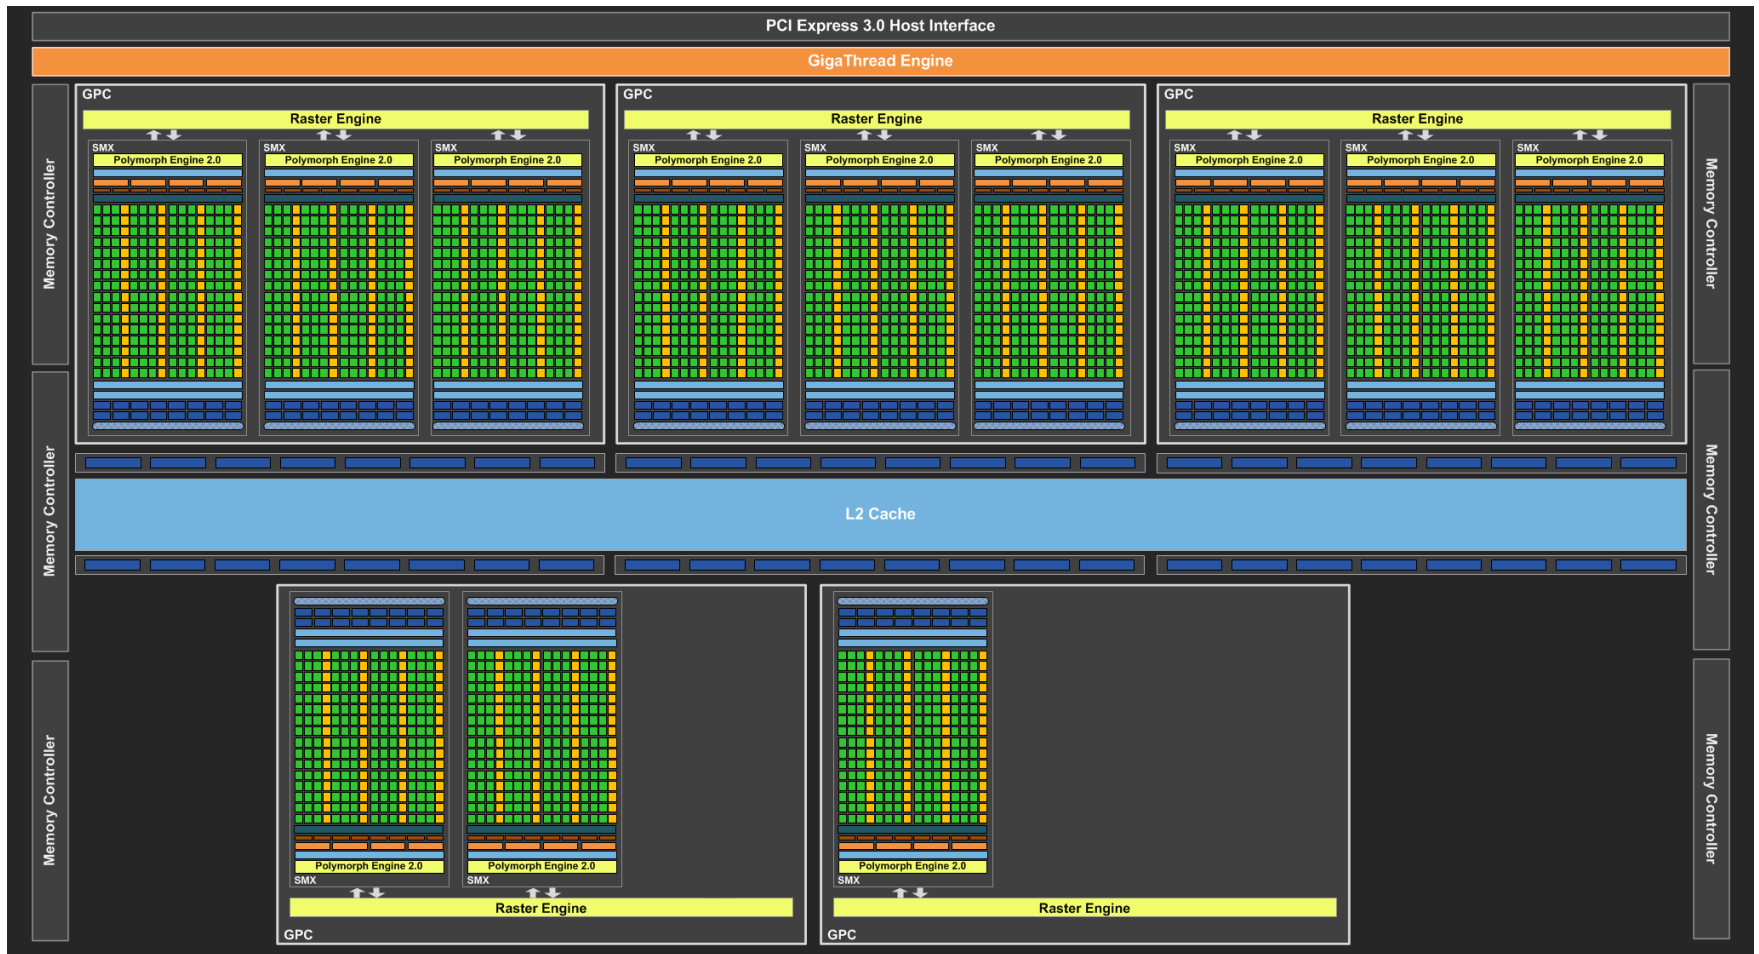 PCI Express 3.0 Host Interface
GigaThread Engine
Memory Controller
Memory Controller
Memory Controller
GPC
Raster Engine
SMX
Polymorph Engine 2.0
SMX
Polymorph Engine 2.0
SMX
Polymorph Engine 2.0
GPC
Raster Engine
SMX
Polymorph Engine 2.0
SMX
Polymorph Engine 2.0
SMX
Polymorph Engine 2.0
GPC
Raster Engine
SMX
Polymorph Engine 2.0
SMX
Polymorph Engine 2.0
SMX
Polymorph Engine 2.0
Memory Controller
Memory Controller
Memory Controller
L2 Cache
Polymorph Engine 2.0
SMX
Polymorph Engine 2.0
SMX
Raster Engine
GPC
Polymorph Engine 2.0
SMX
Raster Engine
GPC